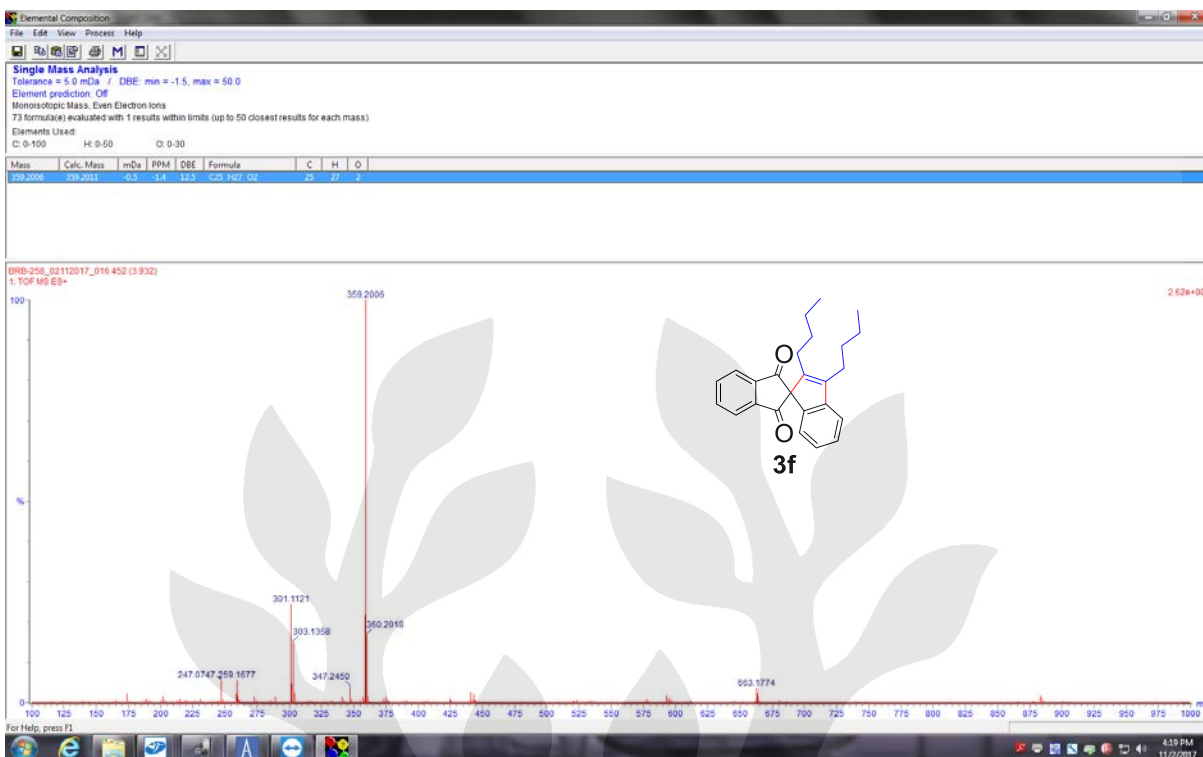 Elemental Composition
File Edit View Process Help
Single Mass Analysis
Tolerance = 5.0 mDa / DBE: min = -1.5, max = 50.0
Element prediction: Off
Monoisotopic Mass, Even Electron Ions
73 formula(e) evaluated with 1 results within limits (up to 50 closest results for each mass)
Elements Used:
C: 0-100 H: 0-50 O: 0-30
Mass Calc. Mass mDa PPM DBE Formula C H O
359.2006 359.2011 -0.5 -1.4 12.5 C25 H27 O2 25 27 2
BRB-258_02112017_016 452 (3.932)
1: TOF MS ES+
2.62e+00
100
359.2006
O
O
3f
%
301.1121
303.1358
360.2018
247.0747
259.1677
347.2450
663.1774
0
100 125 150 175 200 225 250 275 300 325 350 375 400 425 450 475 500 525 550 575 600 625 650 675 700 725 750 775 800 825 850 875 900 925 950 975 1000
For Help, press F1
4:19 PM
11/2/2017